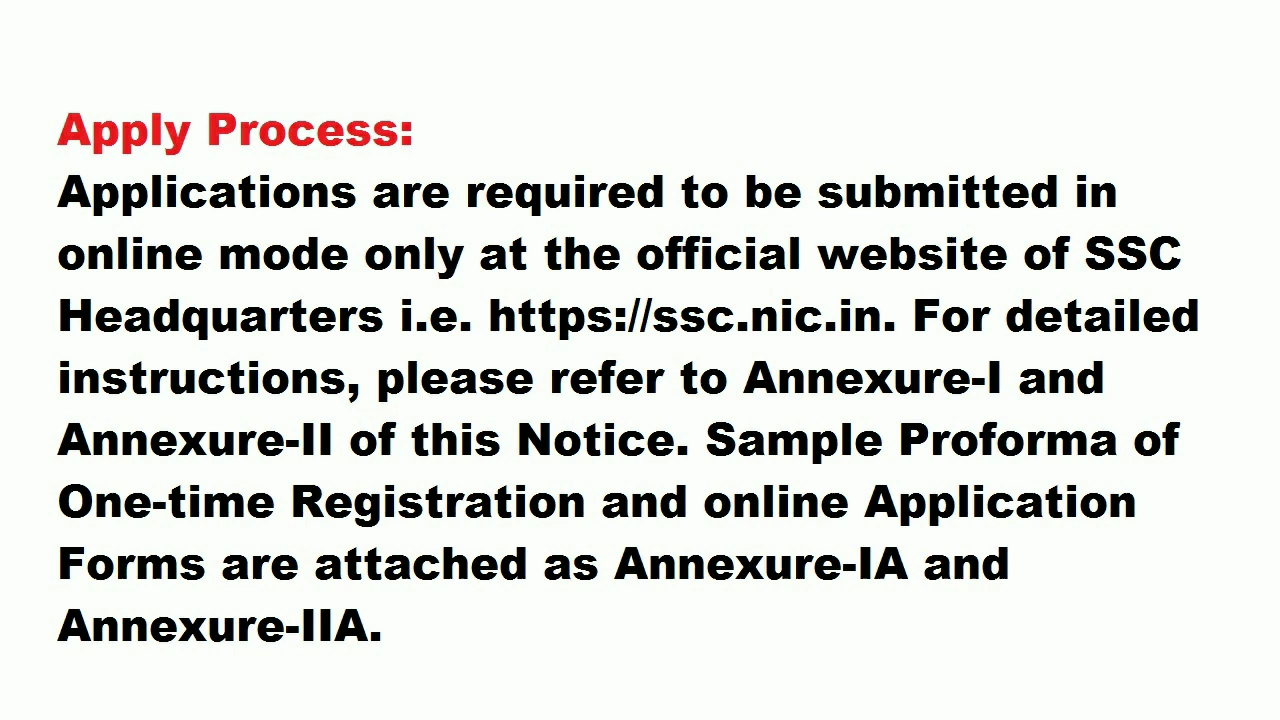 Apply Process:
Applications are required to be submitted in
online mode only at the official website of SSC
Headquarters i.e. https://ssc.nic.in. For detailed
instructions, please refer to Annexure-I and
Annexure-II of this Notice. Sample Proforma of
One-time Registration and online Application
Forms are attached as Annexure-IA and
Annexure-IIA.